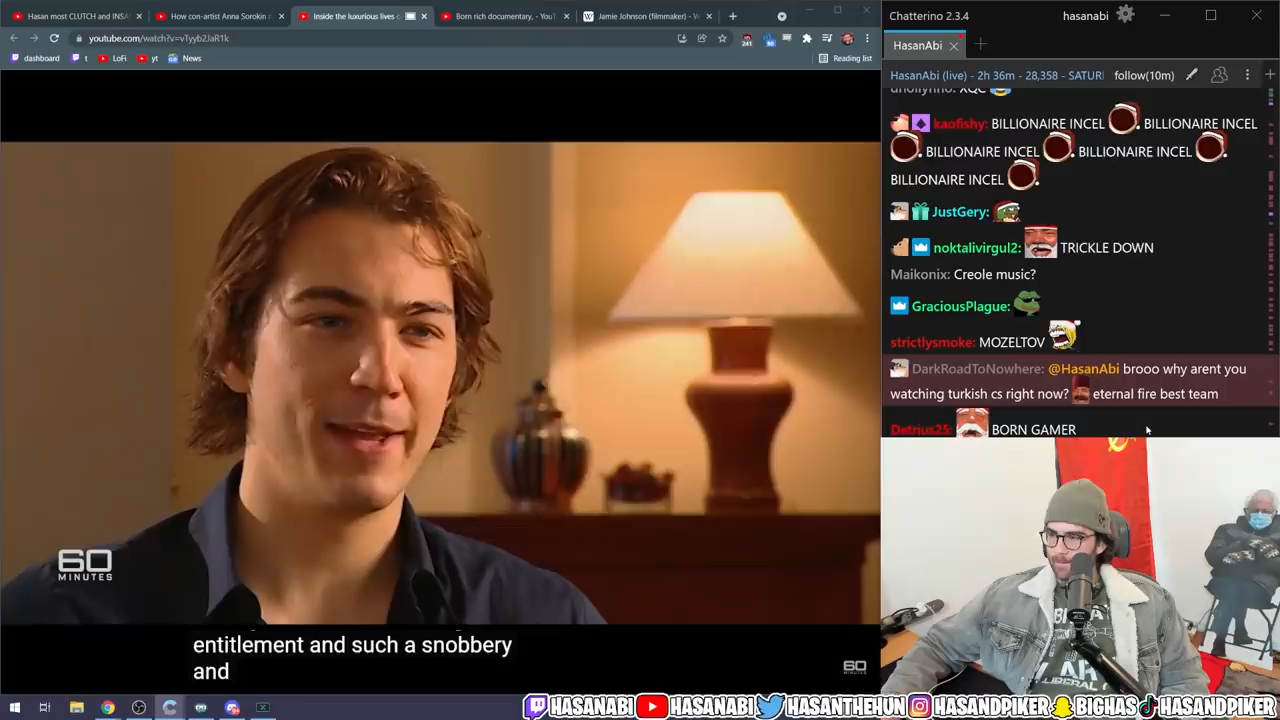 Hasan most CLUTCH and INSA
How con-artist Anna Sorokin
Inside the luxurious lives o
Born rich documentary, - YouT
Jamie Johnson (filmmaker) - W
youtube.com/watch?v=vTyyb2JaR1k
241
dashboard
t
LoFi
yt
News
Reading list
60
MINUTES
entitlement and such a snobbery
and
60
Chatterino 2.3.4
hasanabi
HasanAbi
HasanAbi (live) - 2h 36m - 28,358 - SATUR
follow(10m)
XQC
kaofishy: BILLIONAIRE INCEL BILLIONAIRE INCEL
BILLIONAIRE INCEL BILLIONAIRE INCEL
BILLIONAIRE INCEL
JustGery:
noktalivirgul2: TRICKLE DOWN
Maikonix: Creole music?
GraciousPlague:
strictlysmoke: MOZELTOV
DarkRoadToNowhere: @HasanAbi brooo why arent you
watching turkish cs right now? eternal fire best team
Detrius25: BORN GAMER
HASANABI HASANABI HASANTHEHUN HASANDPIKER BIGHAS HASANDPIKER